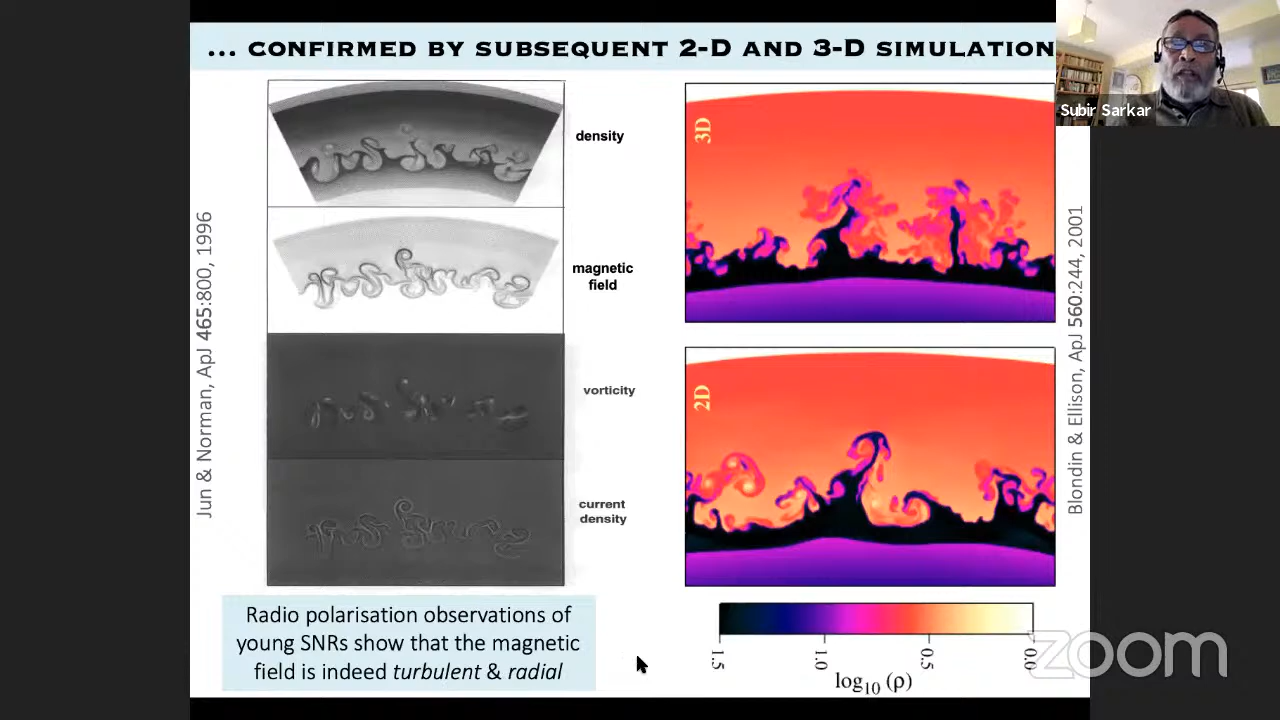 ... CONFIRMED BY SUBSEQUENT 2-D AND 3-D SIMULATION
Subir Sarkar
Jun & Norman, ApJ 465:800, 1996
density
magnetic
field
vorticity
current
density
Radio polarisation observations of
young SNRs show that the magnetic
field is indeed turbulent & radial
3D
2D
Blondin & Ellison, ApJ 560:244, 2001
1.5 1.0 0.5 0.0
log10 (ρ)
zoom